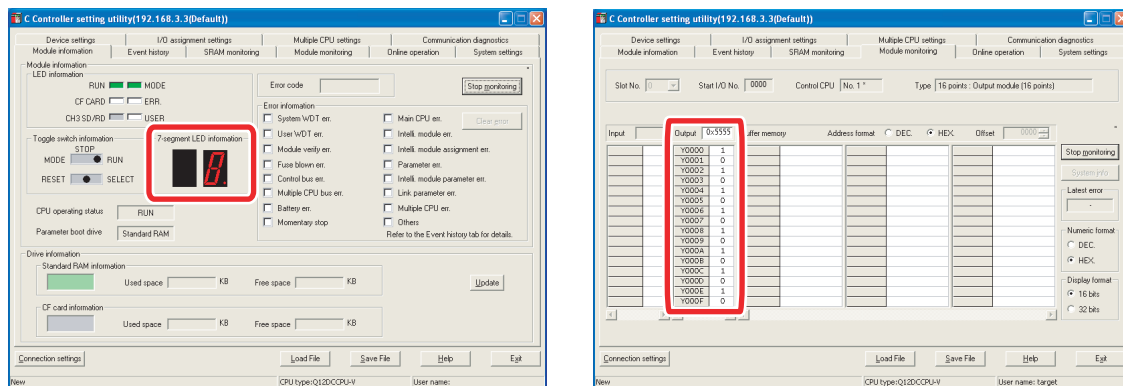 C Controller setting utility(192.168.3.3(Default))
Device settings I/O assignment settings Multiple CPU settings Communication diagnostics
Module information Event history SRAM monitoring Module monitoring Online operation System settings
Module information
LED information
RUN MODE
CF CARD ERR.
CH3 SD/RD USER
Error code
Stop monitoring
Toggle switch information
STOP
MODE RUN
RESET SELECT
7-segment LED information
8.
Error information
System WDT err. Main CPU err.
Clear error
User WDT err. Intelli. module err.
Module verify err. Intelli. module assignment err.
Fuse blown err. Parameter err.
Control bus err. Intelli. module parameter err.
Multiple CPU bus err. Link parameter err.
Battery err. Multiple CPU err.
Momentary stop Others
Refer to the Event history tab for details.
CPU operating status RUN
Parameter boot drive Standard RAM
Drive information
Standard RAM information
Used space KB Free space KB
Update
CF card information
Used space KB Free space KB
Connection settings Load File Save File Help Exit
New CPU type:Q12DCCPU-V User name:
C Controller setting utility(192.168.3.3(Default))
Device settings I/O assignment settings Multiple CPU settings Communication diagnostics
Module information Event history SRAM monitoring Module monitoring Online operation System settings
Slot No. 0 Start I/O No. 0000 Control CPU No. 1 * Type 16 points : Output module (16 points)
Input Output 0x5555 uffer memory Address format DEC. HEX. Offset 0000
Y0000 1
Y0001 0
Y0002 1
Y0003 0
Y0004 1
Y0005 0
Y0006 1
Y0007 0
Y0008 1
Y0009 0
Y000A 1
Y000B 0
Y000C 1
Y000D 0
Y000E 1
Y000F 0
Stop monitoring
System info
Latest error
-
Numeric format
DEC.
HEX.
Display format
16 bits
32 bits
Connection settings Load File Save File Help Exit
New CPU type:Q12DCCPU-V User name: target